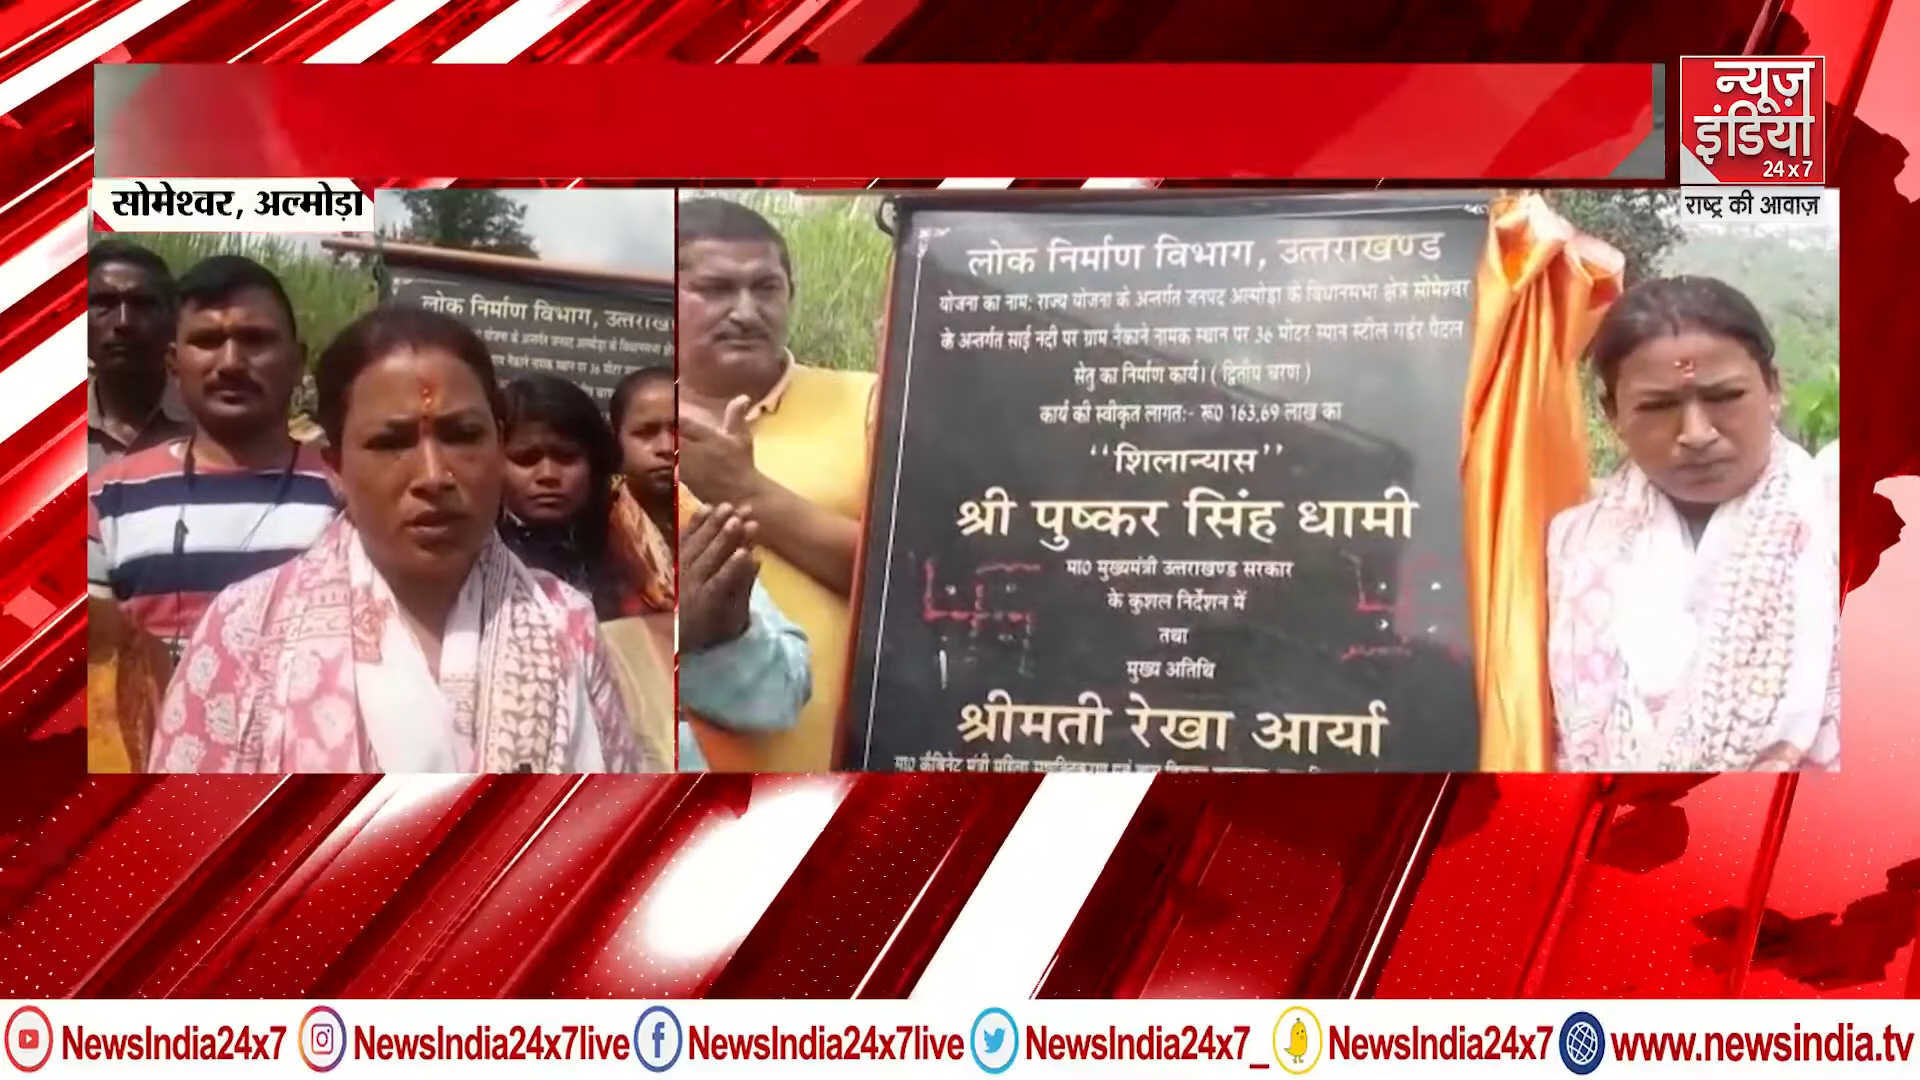 न्यूज़
इंडिया
24x7
राष्ट्र की आवाज़
सोमेश्वर, अल्मोड़ा
लोक निर्माण विभाग, उत्तराख
लोक निर्माण विभाग, उत्तराखण्ड
योजना का नाम: राज्य योजना के अन्तर्गत जनपद अल्मोड़ा के विधानसभा क्षेत्र सोमेश्वर
के अन्तर्गत साई नदी पर ग्राम नैकाने नामक स्थान पर 36 मीटर स्पान स्टील गर्डर पैदल
सेतु का निर्माण कार्य। ( द्वितीय चरण )
कार्य की स्वीकृत लागत:- रू0 163.69 लाख का
‘‘शिलान्यास’’
श्री पुष्कर सिंह धामी
मा0 मुख्यमंत्री उत्तराखण्ड सरकार
के कुशल निर्देशन में
तथा
मुख्य अतिथि
श्रीमती रेखा आर्या
मा0 कैबिनेट मंत्री महिला
NewsIndia24x7
NewsIndia24x7live
NewsIndia24x7live
NewsIndia24x7_
NewsIndia24x7
www.newsindia.tv